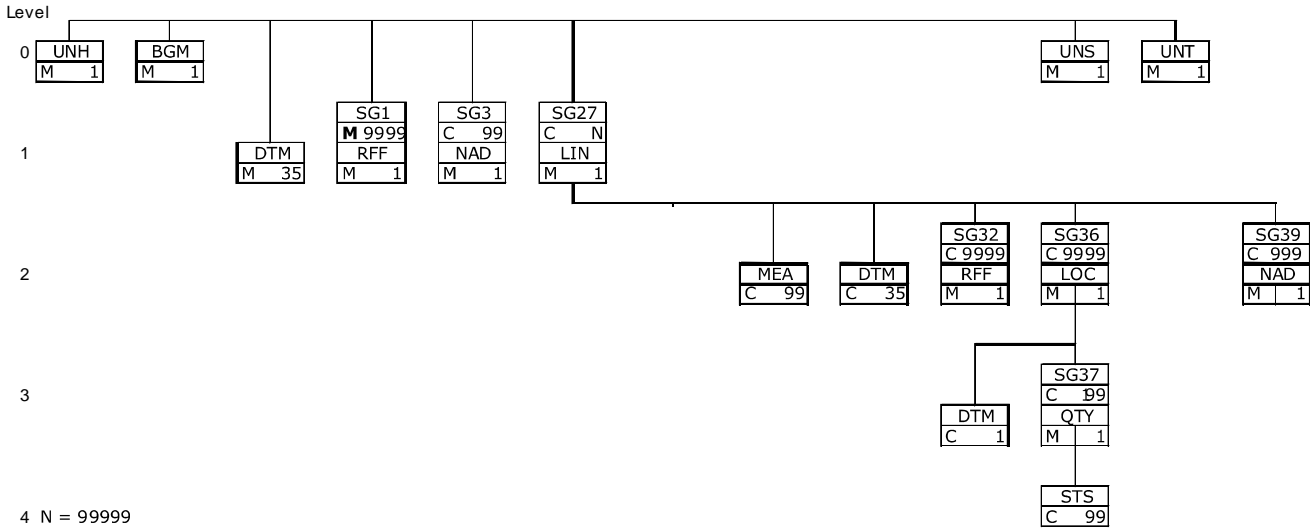 Level
0 UNH BGM UNS UNT
M 1 M 1 M 1 M 1
SG1 SG3 SG27
M 9999 C 99 C N
1 DTM RFF NAD LIN
M 35 M 1 M 1 M 1
SG32 SG36 SG39
C 9999 C 9999 C 999
2 MEA DTM RFF LOC NAD
C 99 C 35 M 1 M 1 M 1
SG37
3 C 199
DTM QTY
C 1 M 1
STS
4 N = 99999 C 99